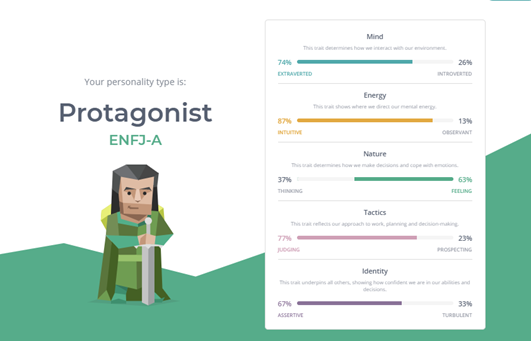 Your personality type is:
Protagonist
ENFJ-A
Mind
This trait determines how we interact with our environment.
74% 26%
EXTRAVERTED INTROVERTED
Energy
This trait shows where we direct our mental energy.
87% 13%
INTUITIVE OBSERVANT
Nature
This trait determines how we make decisions and cope with emotions.
37% 63%
THINKING FEELING
Tactics
This trait reflects our approach to work, planning and decision-making.
77% 23%
JUDGING PROSPECTING
Identity
This trait underpins all others, showing how confident we are in our abilities and
decisions.
67% 33%
ASSERTIVE TURBULENT